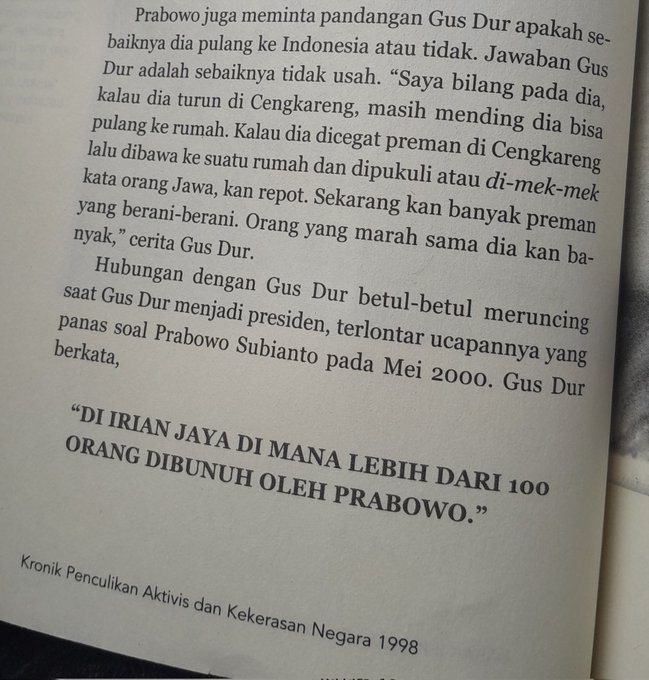 Prabowo juga meminta pandangan Gus Dur apakah se-
baiknya dia pulang ke Indonesia atau tidak. Jawaban Gus
Dur adalah sebaiknya tidak usah. “Saya bilang pada dia,
kalau dia turun di Cengkareng, masih mending dia bisa
pulang ke rumah. Kalau dia dicegat preman di Cengkareng
lalu dibawa ke suatu rumah dan dipukuli atau di-mek-mek
kata orang Jawa, kan repot. Sekarang kan banyak preman
yang berani-berani. Orang yang marah sama dia kan ba-
nyak,” cerita Gus Dur.
Hubungan dengan Gus Dur betul-betul meruncing
saat Gus Dur menjadi presiden, terlontar ucapannya yang
panas soal Prabowo Subianto pada Mei 2000. Gus Dur
berkata,
“DI IRIAN JAYA DI MANA LEBIH DARI 100
ORANG DIBUNUH OLEH PRABOWO.”
Kronik Penculikan Aktivis dan Kekerasan Negara 1998